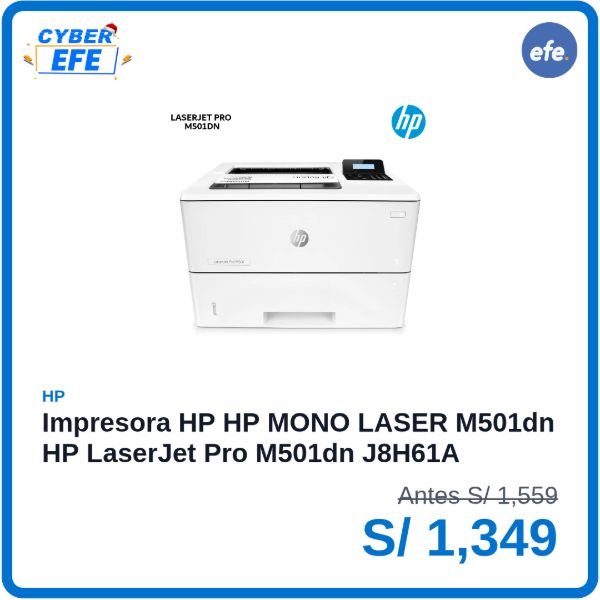 CYBER
EFE
efe.
LASERJET PRO
M501DN
hp
hp
HP
Impresora HP HP MONO LASER M501dn
HP LaserJet Pro M501dn J8H61A
Antes S/ 1,559
S/ 1,349